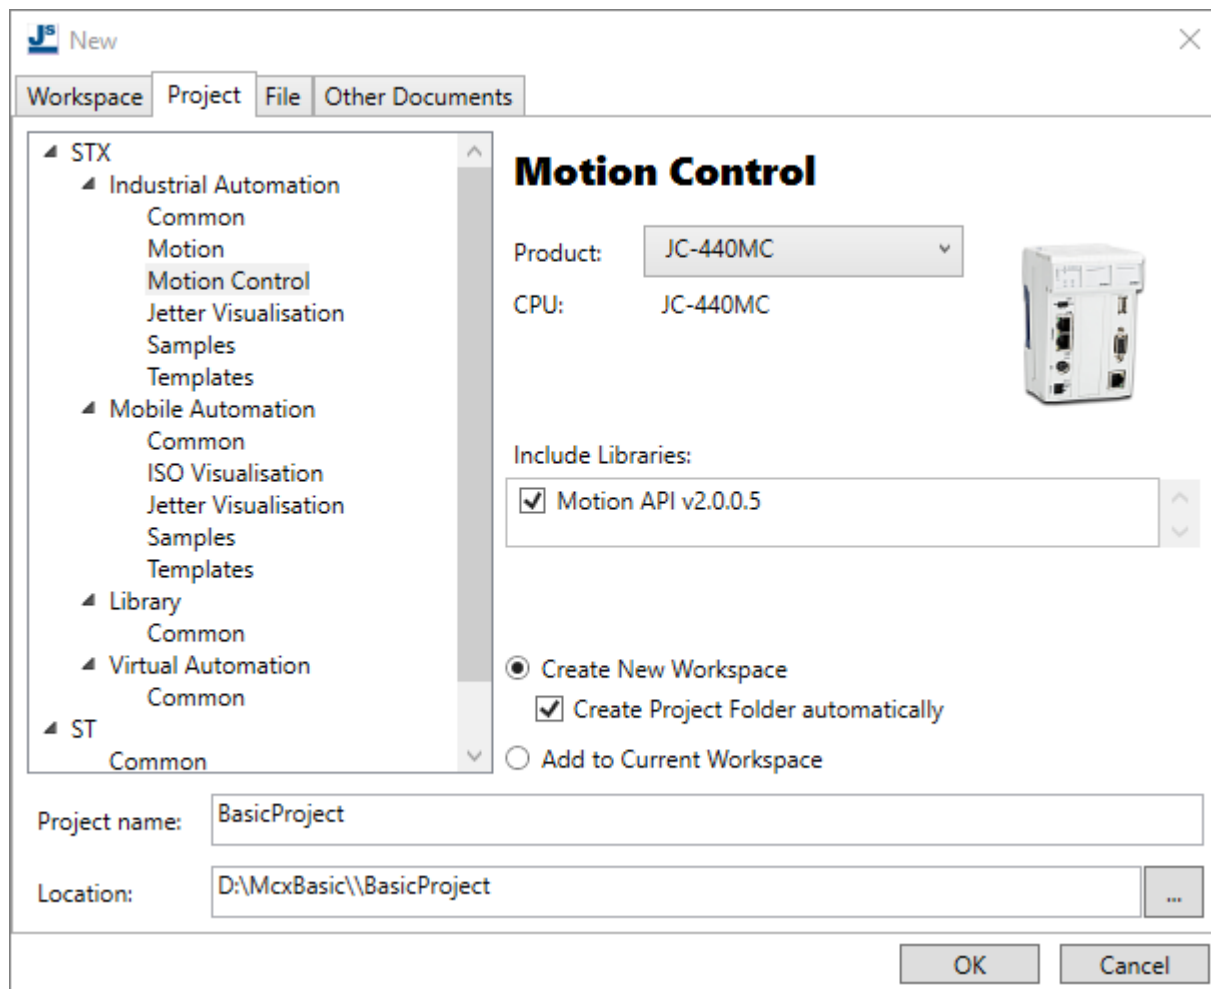 JS New
Workspace Project File Other Documents
STX
Industrial Automation
Common
Motion
Motion Control
Jetter Visualisation
Samples
Templates
Mobile Automation
Common
ISO Visualisation
Jetter Visualisation
Samples
Templates
Library
Common
Virtual Automation
Common
ST
Common
Motion Control
Product: JC-440MC
CPU: JC-440MC
Include Libraries:
Motion API v2.0.0.5
Create New Workspace
Create Project Folder automatically
Add to Current Workspace
Project name: BasicProject
Location: D:\McxBasic\\BasicProject ...
OK Cancel